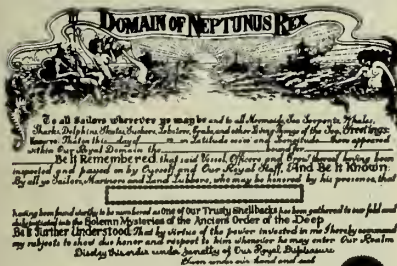 DOMAIN OF NEPTUNUS REX
To all Sailors wherever ye may be and to all Mermaids, Sea Serpents, Whales,
Sharks, Dolphins, Skates, Suckers, Lobsters, Crabs and other Living Things of the Sea, Greetings:
Know ye: That on this day of 19 in Latitude 00000 and Longitude there appeared
within Our Royal Domain the bound for
Be It Remembered that said Vessel, Officers and Crew thereof having been
inspected and passed on by Ourself and Our Royal Staff, And Be It Known:
By all ye Sailors, Mariners and Land Lubbers, who may be honored by his presence, that
having been found worthy to be numbered as One of our Trusty Shellbacks has been gathered to our fold and
the Solemn Mysteries of the Ancient Order of the Deep
Be It Further Understood: That by virtue of the power invested in me I hereby command
my subjects to show due honor and respect to him whenever he may enter Our Realm
Disobey this order under penalty of Our Royal Displeasure
Given under our hand and seal